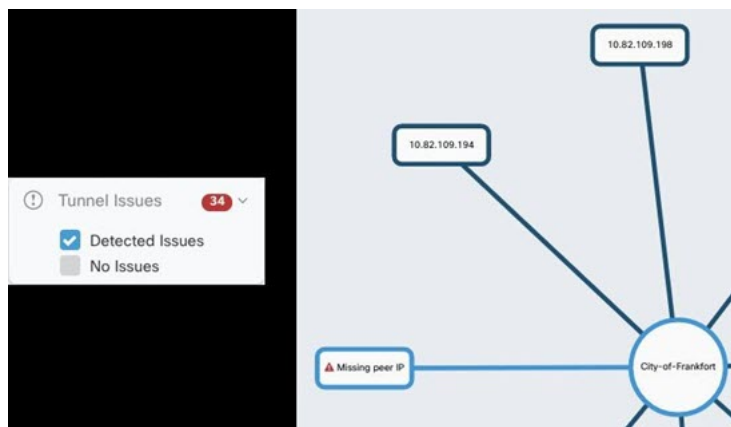 Tunnel Issues 34
Detected Issues
No Issues
10.82.109.198
10.82.109.194
Missing peer IP
City-of-Frankfort